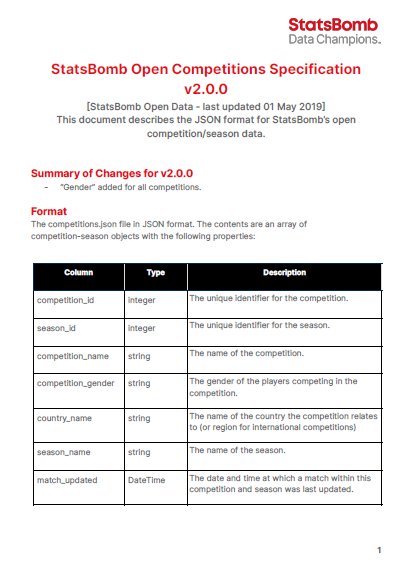 StatsBomb
Data Champions.
StatsBomb Open Competitions Specification
v2.0.0
[StatsBomb Open Data - last updated 01 May 2019]
This document describes the JSON format for StatsBomb's open
competition/season data.
Summary of Changes for v2.0.0
- "Gender" added for all competitions.
Format
The competitions.json file in JSON format. The contents are an array of
competition-season objects with the following properties:
Column Type Description
competition_id integer The unique identifier for the competition.
season_id integer The unique identifier for the season.
competition_name string The name of the competition.
competition_gender string The gender of the players competing in the
competition.
country_name string The name of the country the competition relates
to (or region for international competitions)
season_name string The name of the season.
match_updated DateTime The date and time at which a match within this
competition and season was last updated.
1